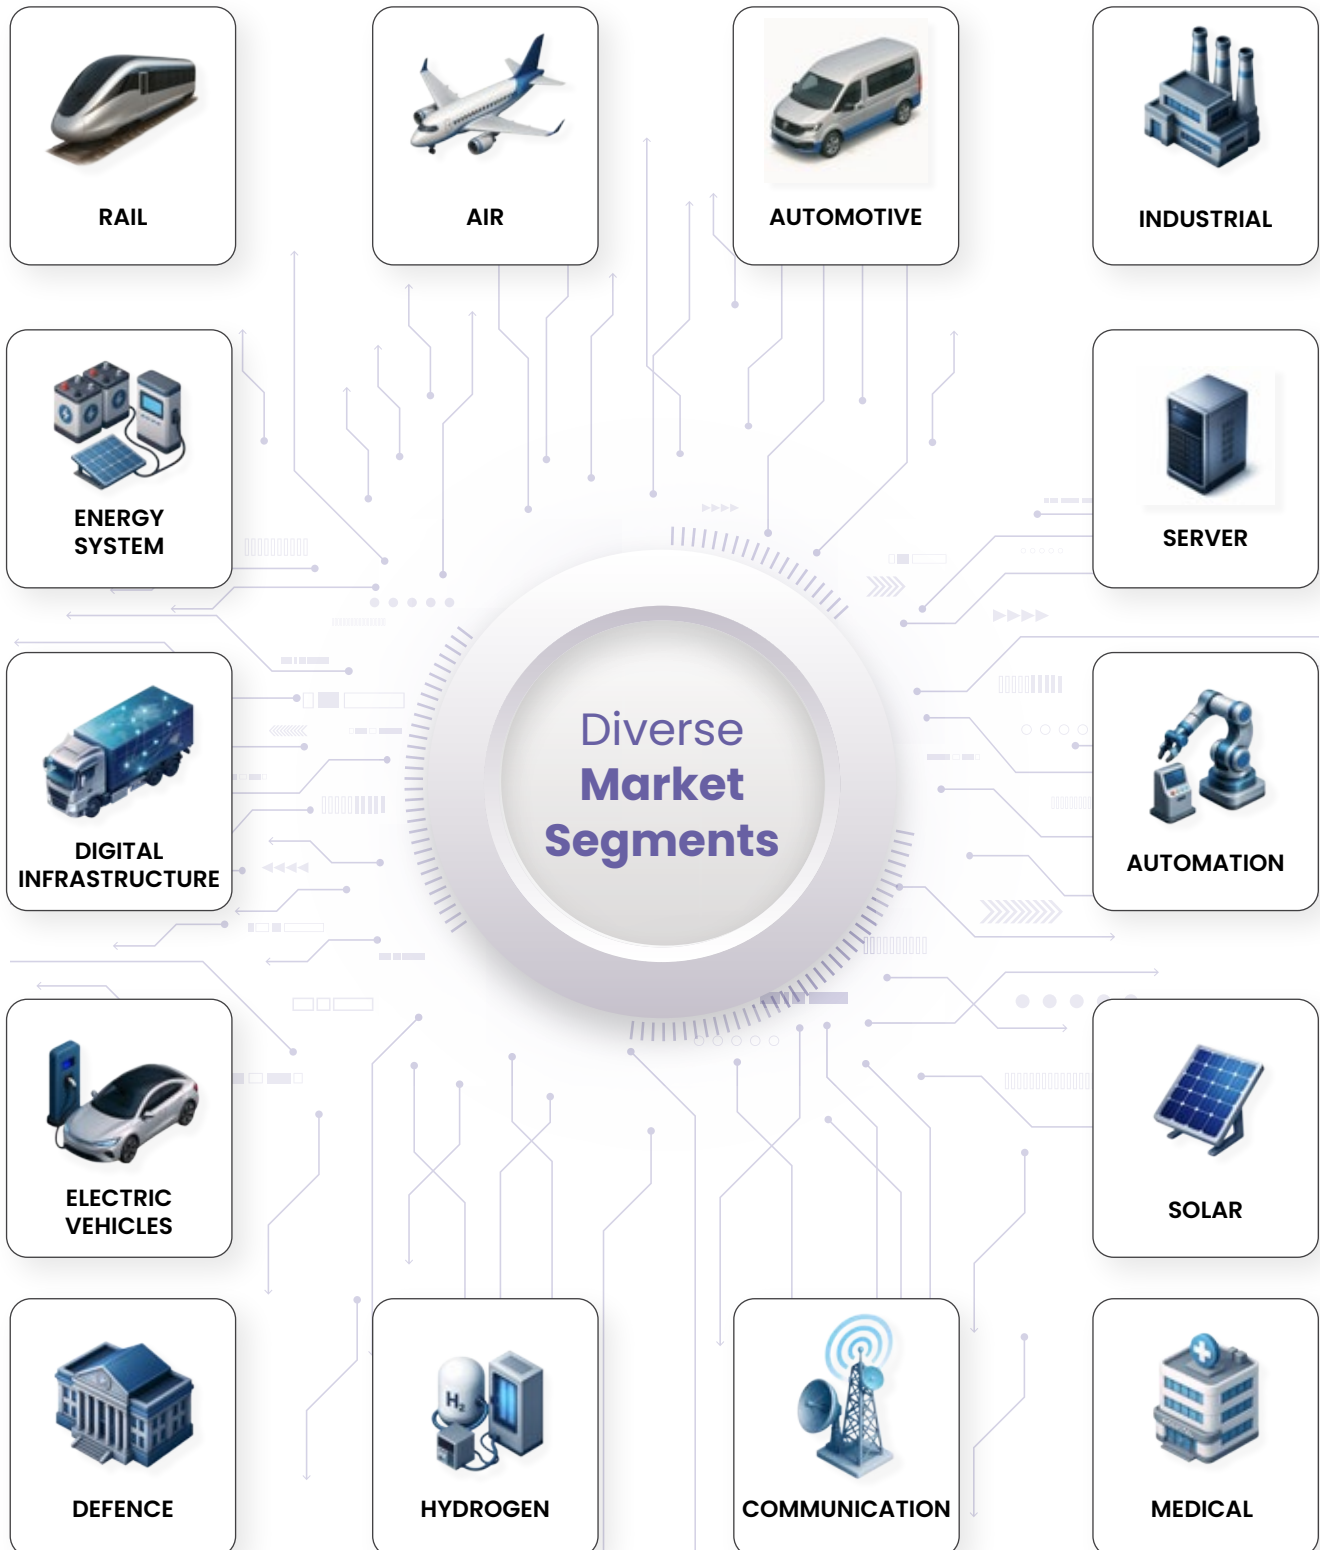 RAIL
AIR
AUTOMOTIVE
INDUSTRIAL
ENERGY
SYSTEM
SERVER
Diverse
Market
Segments
DIGITAL
INFRASTRUCTURE
AUTOMATION
ELECTRIC
VEHICLES
SOLAR
H₂
DEFENCE
HYDROGEN
COMMUNICATION
MEDICAL